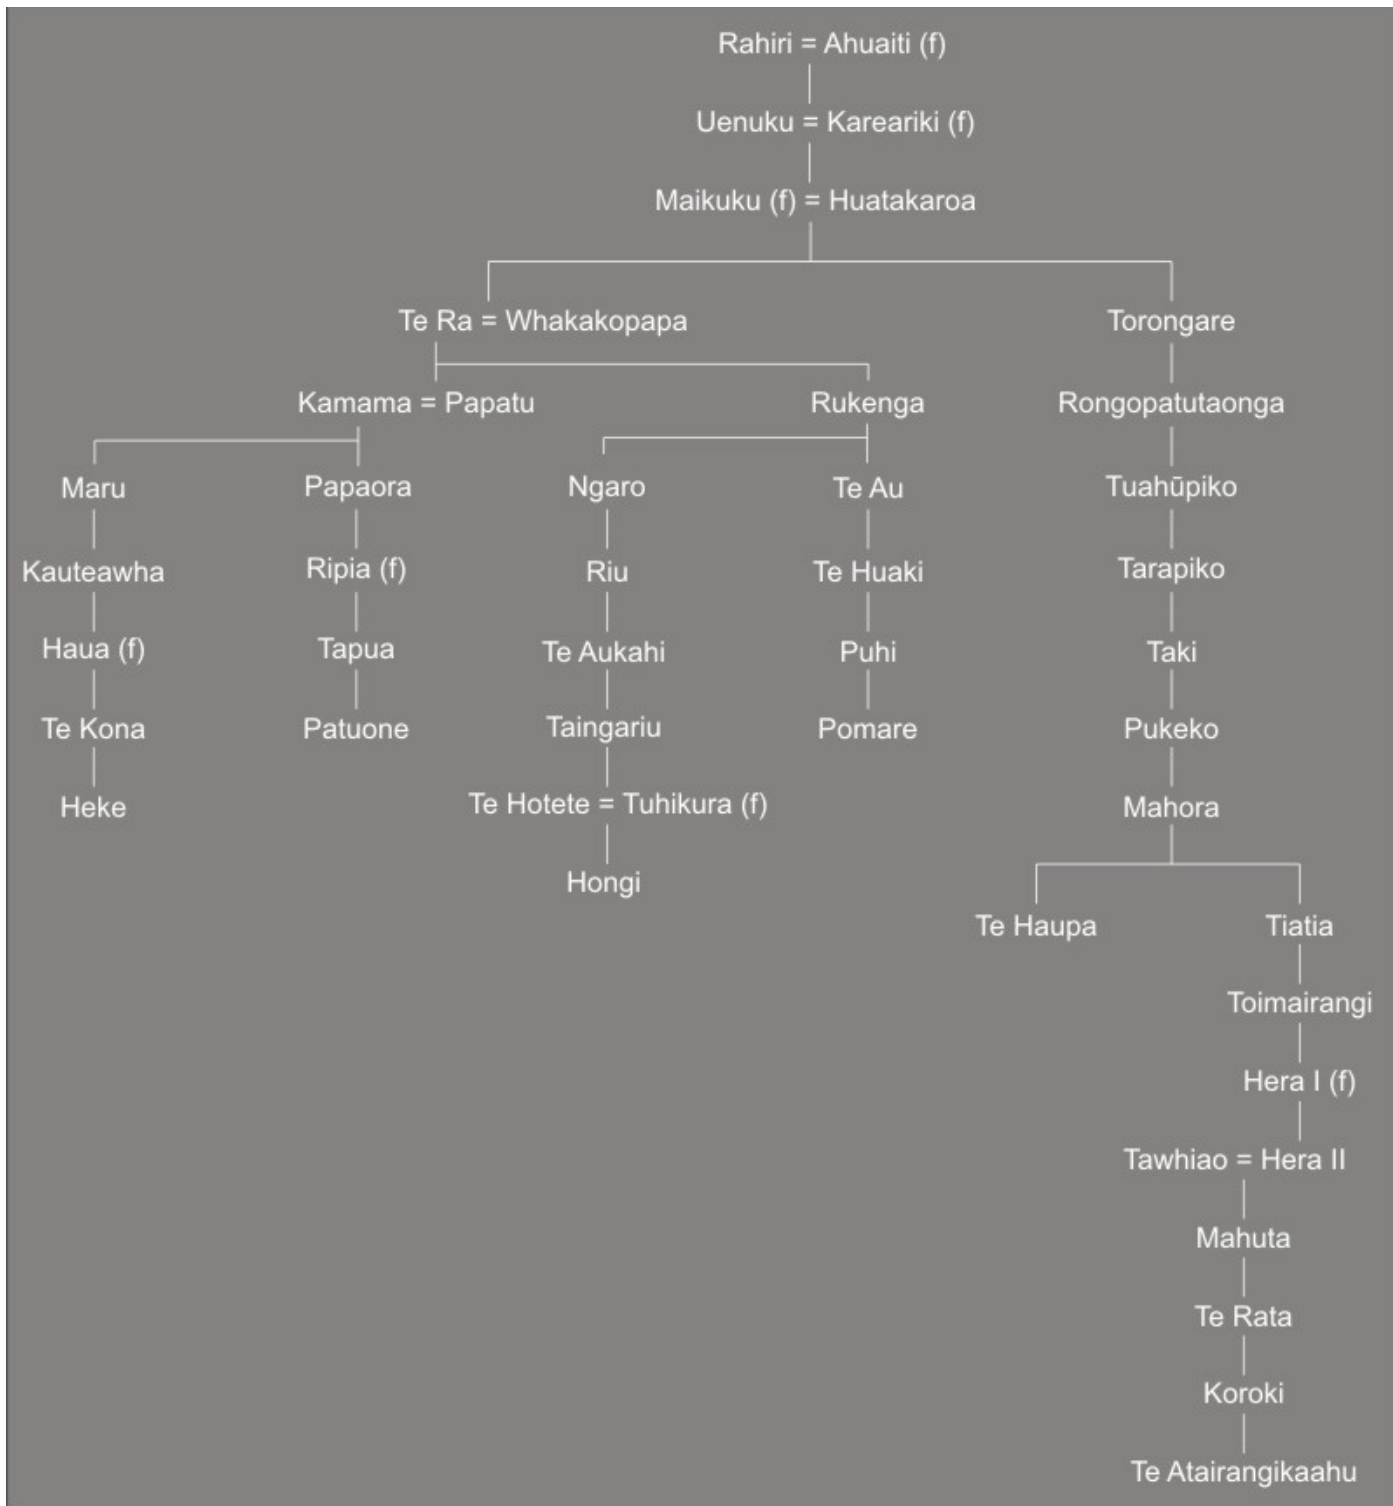 Rahiri = Ahuaiti (f)
Uenuku = Kareariki (f)
Maikuku (f) = Huatakaroa
Te Ra = Whakakopapa
Torongare
Kamama = Papatu
Rukenga
Rongopatutaonga
Maru
Papaora
Ngaro
Te Au
Tuahūpiko
Kauteawha
Ripia (f)
Riu
Te Huaki
Tarapiko
Haua (f)
Tapua
Te Aukahi
Puhi
Taki
Te Kona
Patuone
Taingariu
Pomare
Pukeko
Heke
Te Hotete = Tuhikura (f)
Mahora
Hongi
Te Haupa
Tiatia
Toimairangi
Hera I (f)
Tawhiao = Hera II
Mahuta
Te Rata
Koroki
Te Atairangikaahu